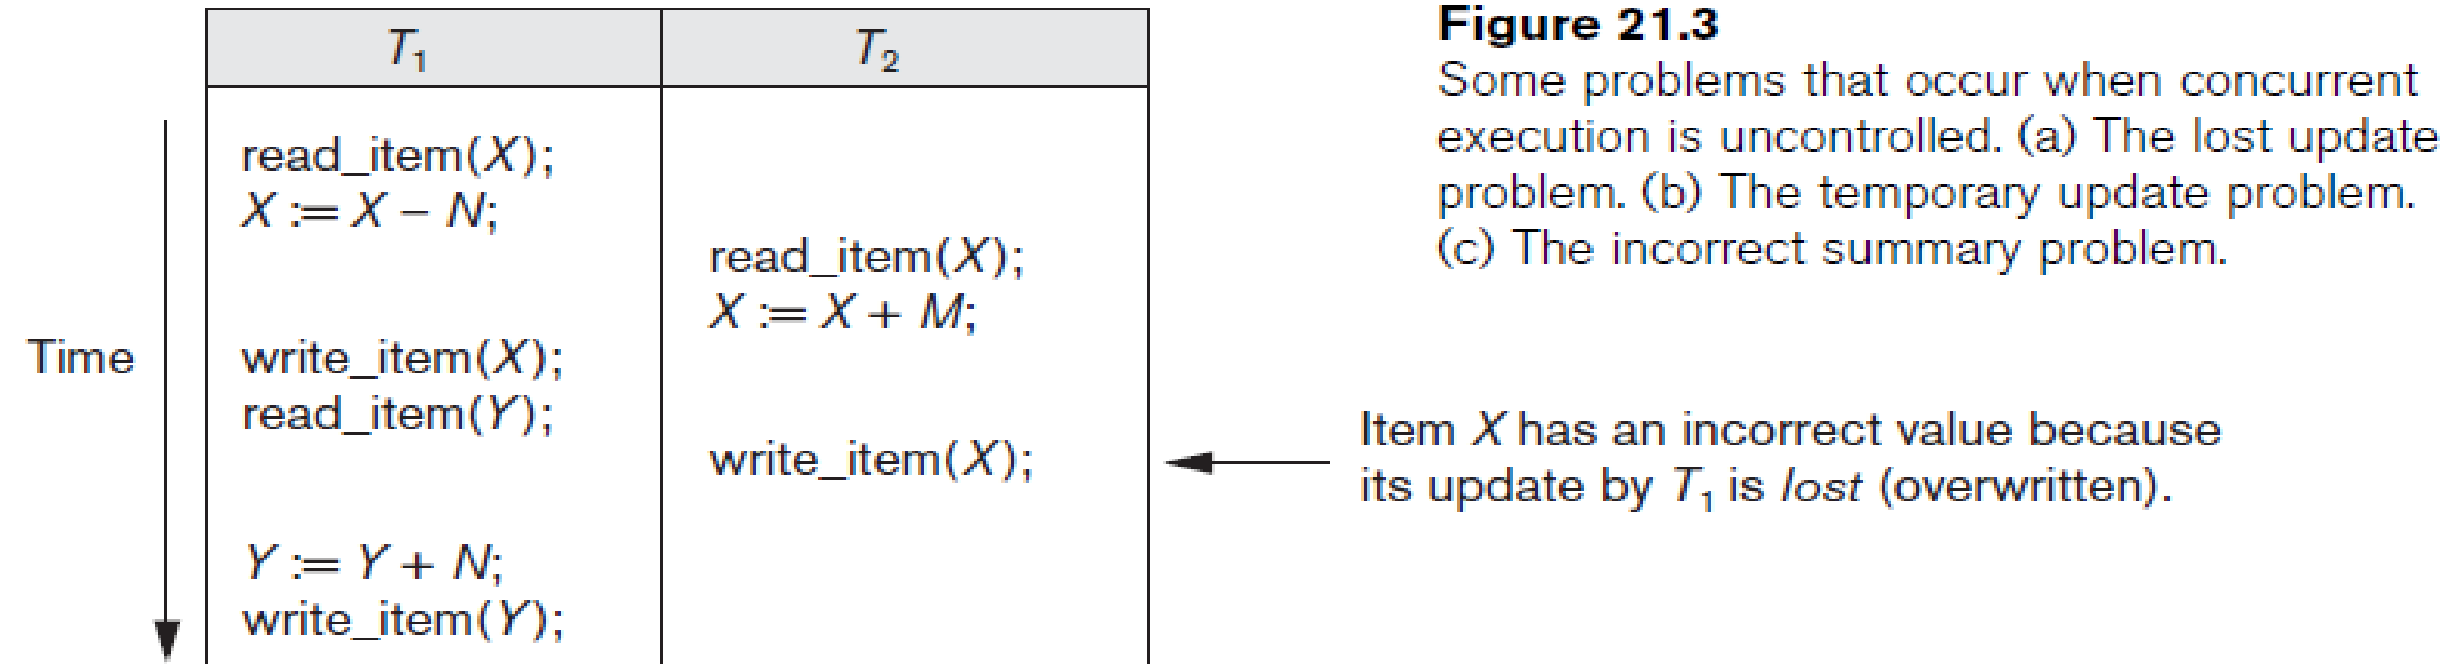 T₁
T₂
Time
read_item(X);
X := X – N;
read_item(X);
X := X + M;
write_item(X);
read_item(Y);
write_item(X);
Y := Y + N;
write_item(Y);
Figure 21.3
Some problems that occur when concurrent
execution is uncontrolled. (a) The lost update
problem. (b) The temporary update problem.
(c) The incorrect summary problem.
Item X has an incorrect value because
its update by T₁ is lost (overwritten).